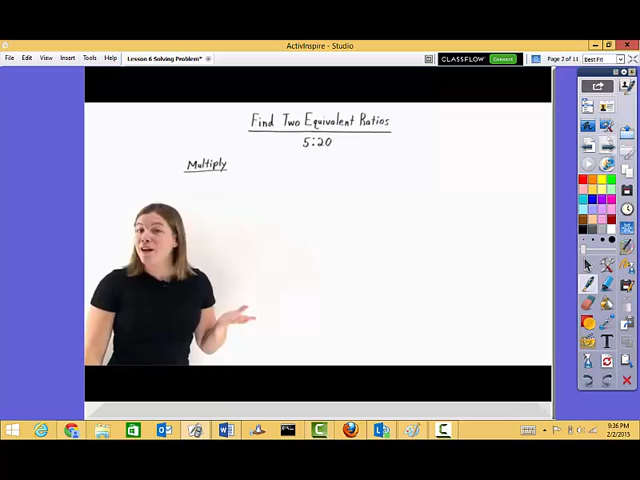 ActivInspire - Studio
File Edit View Insert Tools Help Lesson 6 Solving Problem* CLASSFLOW Connect Page 2 of 11 Best Fit
Find Two Equivalent Ratios
5:20
Multiply
9:36 PM
2/2/2015